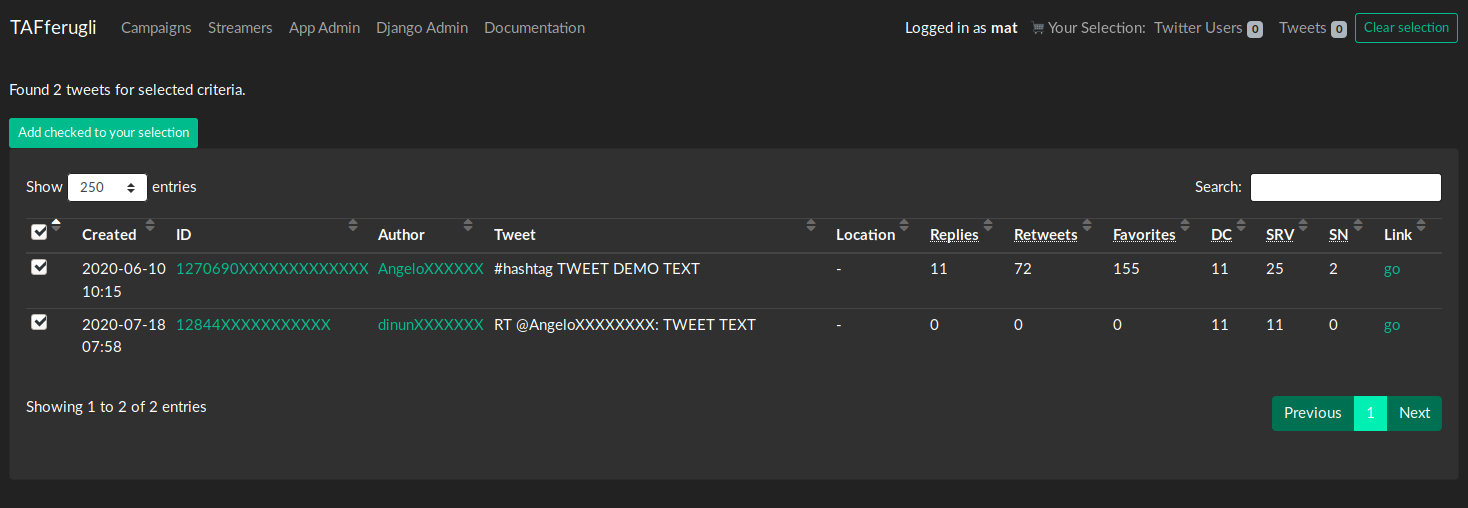 TAFferugli Campaigns Streamers App Admin Django Admin Documentation Logged in as mat Your Selection: Twitter Users 0 Tweets 0 Clear selection
Found 2 tweets for selected criteria.
Add checked to your selection
Show 250 entries Search:
Created ID Author Tweet Location Replies Retweets Favorites DC SRV SN Link
2020-06-10 1270690XXXXXXXXXXXXX AngeloXXXXXX #hashtag TWEET DEMO TEXT - 11 72 155 11 25 2 go
10:15
2020-07-18 12844XXXXXXXXXXX dinunXXXXXXX RT @AngeloXXXXXXXX: TWEET TEXT - 0 0 0 11 11 0 go
07:58
Showing 1 to 2 of 2 entries Previous 1 Next